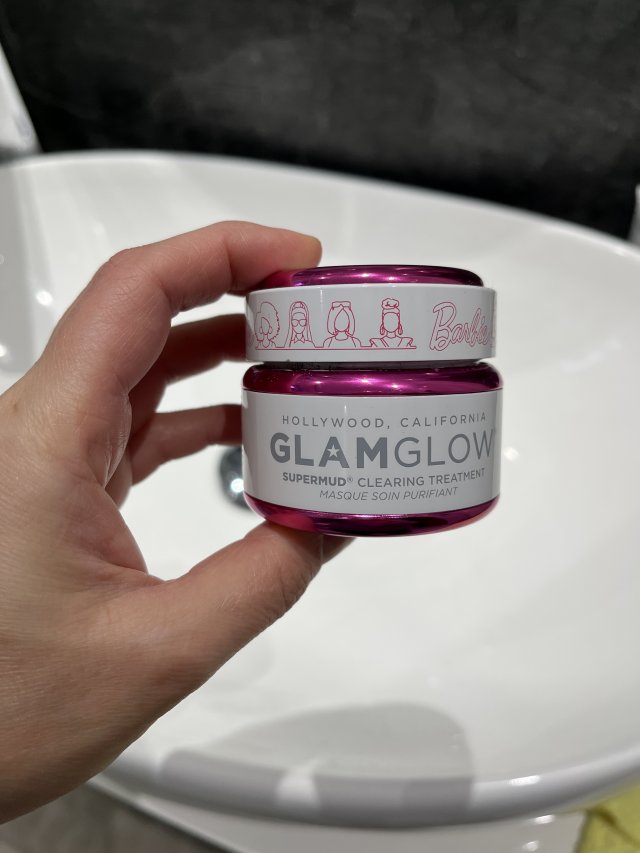 Barbie
HOLLYWOOD, CALIFORNIA
GLAMGLOW
SUPERMUD® CLEARING TREATMENT
MASQUE SOIN PURIFIANT